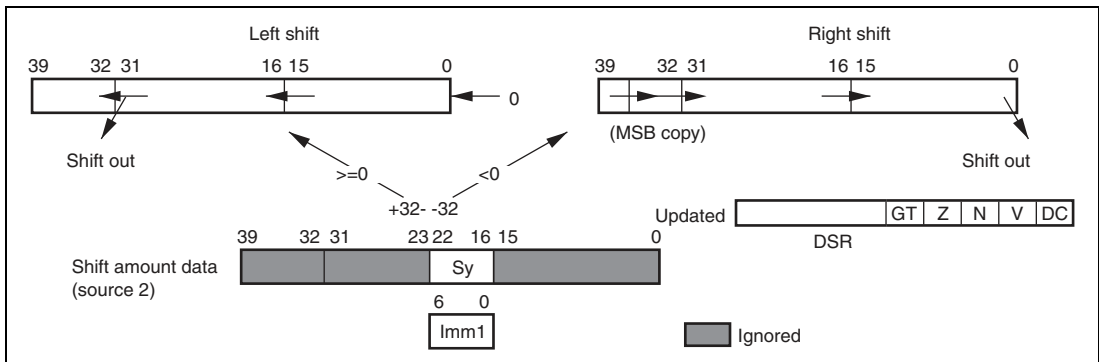 Left shift
Right shift
39 32 31 16 15 0
39 32 31 16 15 0
0
(MSB copy)
Shift out
Shift out
>=0
<0
+32- -32
Updated
GT Z N V DC
DSR
39 32 31 23 22 16 15 0
Shift amount data
(source 2)
Sy
6 0
Imm1
Ignored